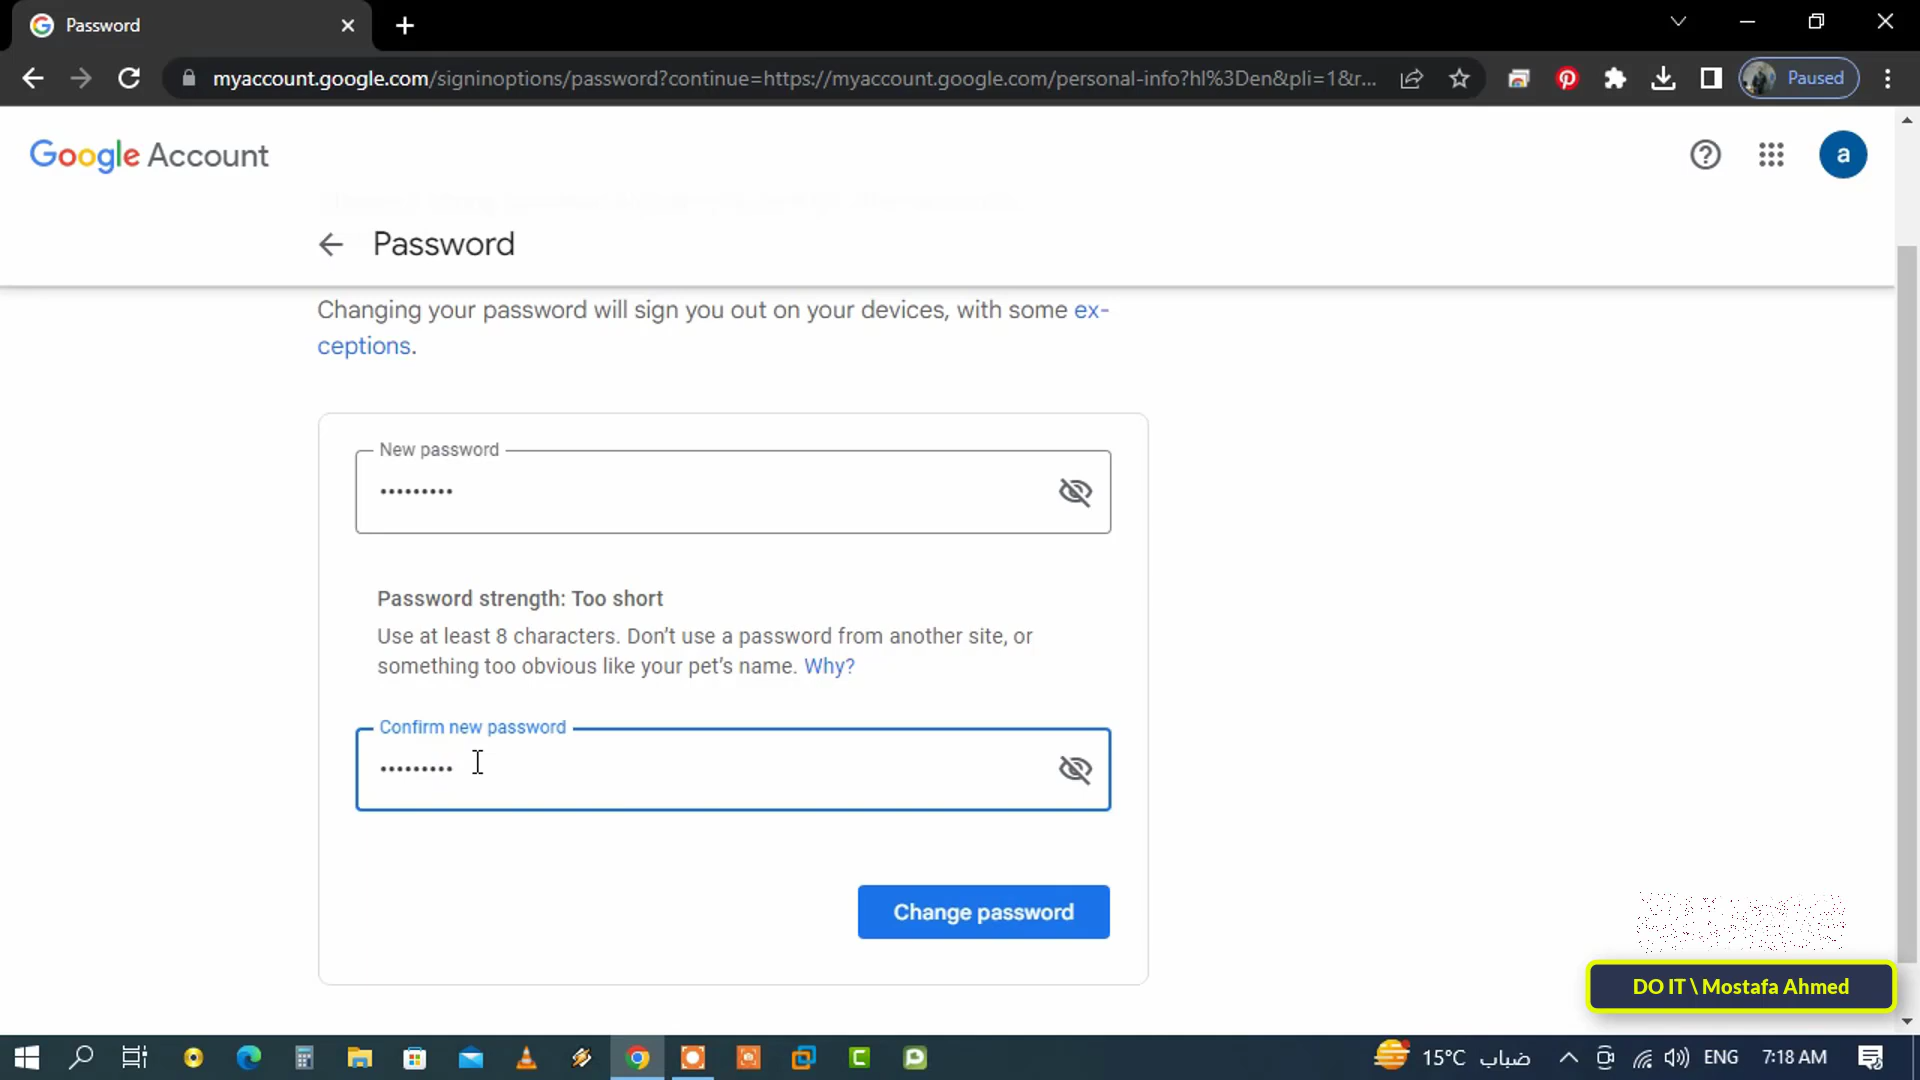 Password
myaccount.google.com/signinoptions/password?continue=https://myaccount.google.com/personal-info?hl%3Den&pli=1&r...
Paused
Google Account
a
Password
Changing your password will sign you out on your devices, with some ex-
ceptions.
New password
•••••••••
Password strength: Too short
Use at least 8 characters. Don't use a password from another site, or
something too obvious like your pet's name. Why?
Confirm new password
•••••••••
Change password
DO IT \ Mostafa Ahmed
15°C ضباب
ENG
7:18 AM